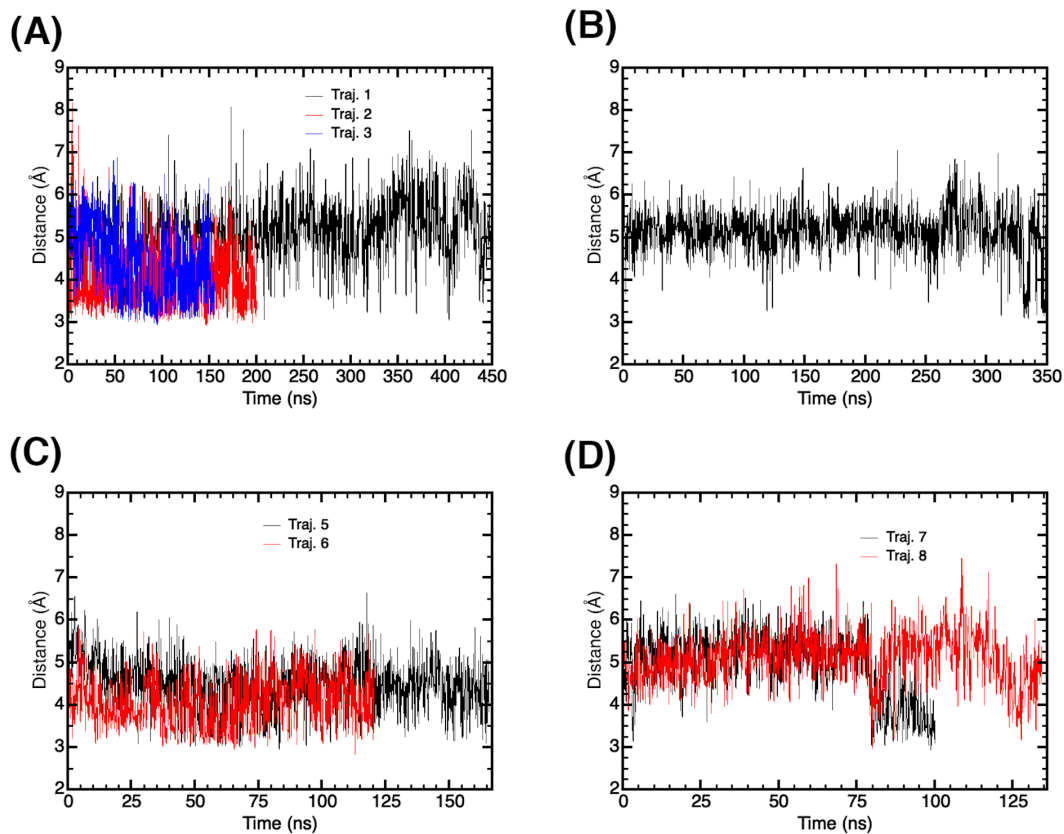 (A)
9
8
7
6
5
4
3
2
Distance (Å)
Traj. 1
Traj. 2
Traj. 3
0 50 100 150 200 250 300 350 400 450
Time (ns)
(B)
9
8
7
6
5
4
3
2
Distance (Å)
0 50 100 150 200 250 300 350
Time (ns)
(C)
9
8
7
6
5
4
3
2
Distance (Å)
Traj. 5
Traj. 6
0 25 50 75 100 125 150
Time (ns)
(D)
9
8
7
6
5
4
3
2
Distance (Å)
Traj. 7
Traj. 8
0 25 50 75 100 125
Time (ns)